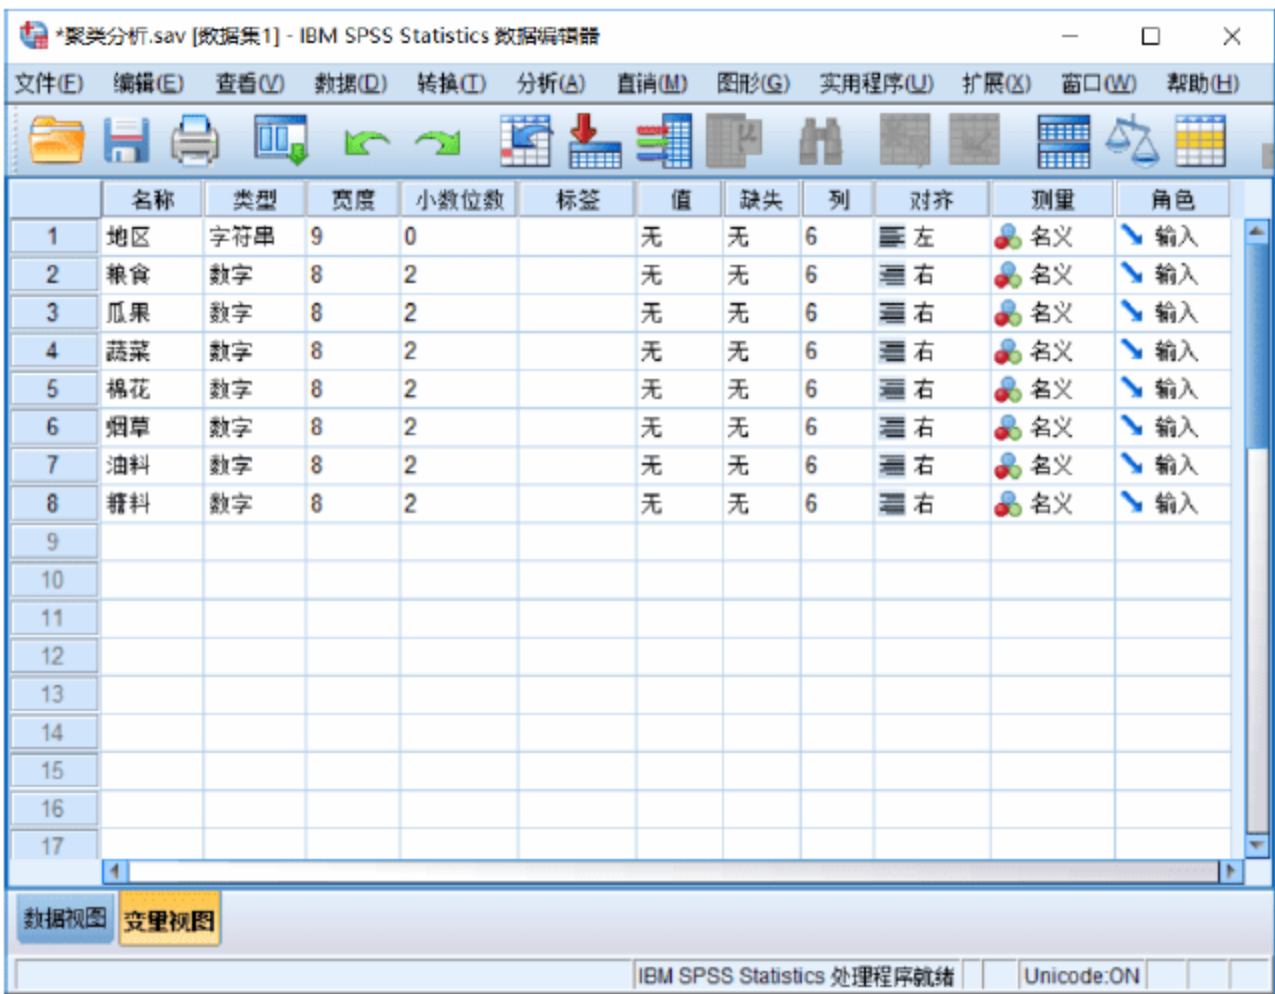 *聚类分析.sav [数据集1] - IBM SPSS Statistics 数据编辑器
文件(F) 编辑(E) 查看(V) 数据(D) 转换(T) 分析(A) 直销(M) 图形(G) 实用程序(U) 扩展(X) 窗口(W) 帮助(H)
名称 类型 宽度 小数位数 标签 值 缺失 列 对齐 测量 角色
1 地区 字符串 9 0 无 无 6 左 名义 输入
2 粮食 数字 8 2 无 无 6 右 名义 输入
3 瓜果 数字 8 2 无 无 6 右 名义 输入
4 蔬菜 数字 8 2 无 无 6 右 名义 输入
5 棉花 数字 8 2 无 无 6 右 名义 输入
6 烟草 数字 8 2 无 无 6 右 名义 输入
7 油料 数字 8 2 无 无 6 右 名义 输入
8 糖料 数字 8 2 无 无 6 右 名义 输入
9
10
11
12
13
14
15
16
17
数据视图 变量视图
IBM SPSS Statistics 处理程序就绪 Unicode:ON